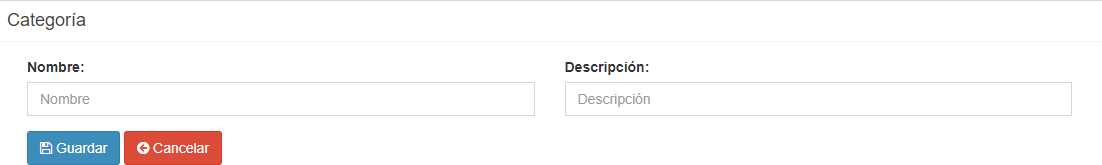 Categoría
Nombre: Descripción:
Nombre Descripción
Guardar Cancelar